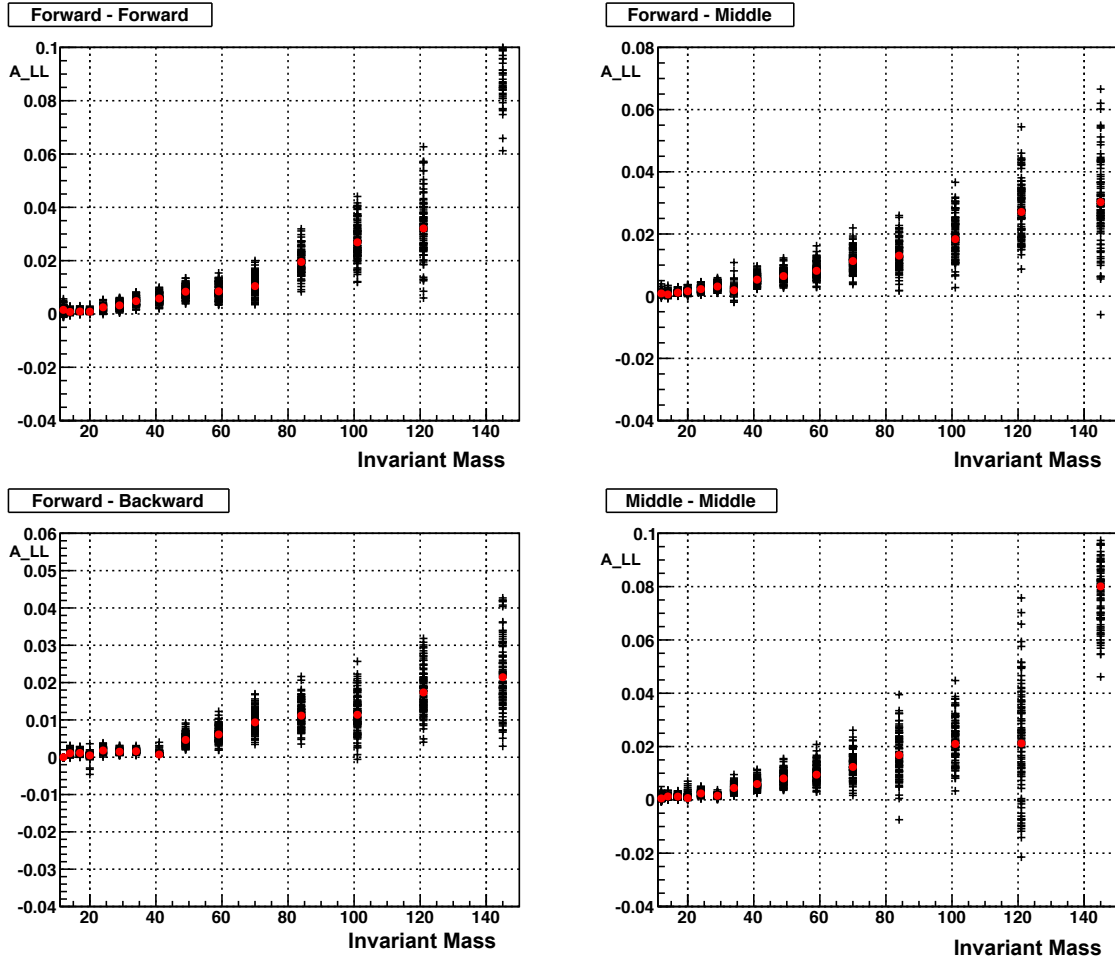 Forward - Forward
A_LL
0.1
0.08
0.06
0.04
0.02
0
-0.02
-0.04
20 40 60 80 100 120 140
Invariant Mass
Forward - Middle
0.08
A_LL
0.06
0.04
0.02
0
-0.02
-0.04
20 40 60 80 100 120 140
Invariant Mass
Forward - Backward
0.06
A_LL
0.05
0.04
0.03
0.02
0.01
0
-0.01
-0.02
-0.03
-0.04
20 40 60 80 100 120 140
Invariant Mass
Middle - Middle
0.1
A_LL
0.08
0.06
0.04
0.02
0
-0.02
-0.04
20 40 60 80 100 120 140
Invariant Mass